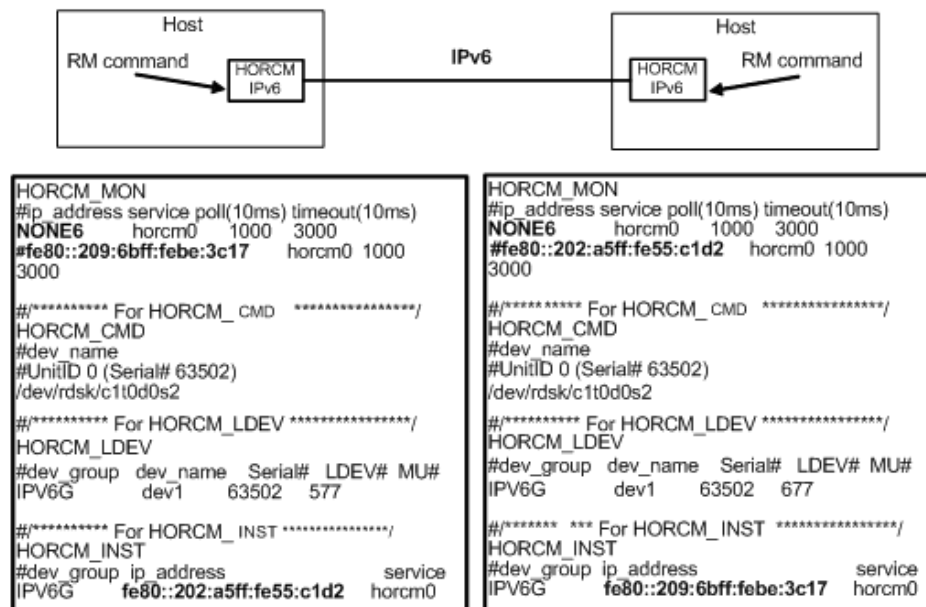 Host
RM command
HORCM
IPv6
IPv6
Host
HORCM
IPv6
RM command
HORCM_MON
#ip_address service poll(10ms) timeout(10ms)
NONE6 horcm0 1000 3000
#fe80::209:6bff:febe:3c17 horcm0 1000
3000
#/********** For HORCM_ CMD ****************/
HORCM_CMD
#dev_name
#UnitID 0 (Serial# 63502)
/dev/rdsk/c1t0d0s2
#/********** For HORCM_LDEV ****************/
HORCM_LDEV
#dev_group dev_name Serial# LDEV# MU#
IPV6G dev1 63502 577
#/********** For HORCM_ INST ****************/
HORCM_INST
#dev_group ip_address service
IPV6G fe80::202:a5ff:fe55:c1d2 horcm0
HORCM_MON
#ip_address service poll(10ms) timeout(10ms)
NONE6 horcm0 1000 3000
#fe80::202:a5ff:fe55:c1d2 horcm0 1000
3000
#/********** For HORCM_ CMD ****************/
HORCM_CMD
#dev_name
#UnitID 0 (Serial# 63502)
/dev/rdsk/c1t0d0s2
#/********** For HORCM_LDEV ****************/
HORCM_LDEV
#dev_group dev_name Serial# LDEV# MU#
IPV6G dev1 63502 677
#/******* *** For HORCM_INST ****************/
HORCM_INST
#dev_group ip_address service
IPV6G fe80::209:6bff:febe:3c17 horcm0